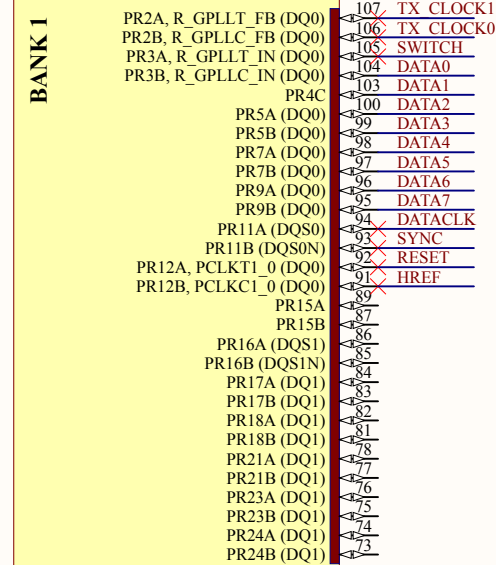 BANK 1
PR2A, R_GPLLT_FB (DQ0) 107 TX CLOCK1
PR2B, R_GPLLC_FB (DQ0) 106 TX CLOCK0
PR3A, R_GPLLT_IN (DQ0) 105 SWITCH
PR3B, R_GPLLC_IN (DQ0) 104 DATA0
PR4C 103 DATA1
PR5A (DQ0) 100 DATA2
PR5B (DQ0) 99 DATA3
PR7A (DQ0) 98 DATA4
PR7B (DQ0) 97 DATA5
PR9A (DQ0) 96 DATA6
PR9B (DQ0) 95 DATA7
PR11A (DQS0) 94 DATACLK
PR11B (DQS0N) 93 SYNC
PR12A, PCLKT1_0 (DQ0) 92 RESET
PR12B, PCLKC1_0 (DQ0) 91 HREF
PR15A 89
PR15B 87
PR16A (DQS1) 86
PR16B (DQS1N) 85
PR17A (DQ1) 84
PR17B (DQ1) 83
PR18A (DQ1) 82
PR18B (DQ1) 81
PR21A (DQ1) 78
PR21B (DQ1) 77
PR23A (DQ1) 76
PR23B (DQ1) 75
PR24A (DQ1) 74
PR24B (DQ1) 73